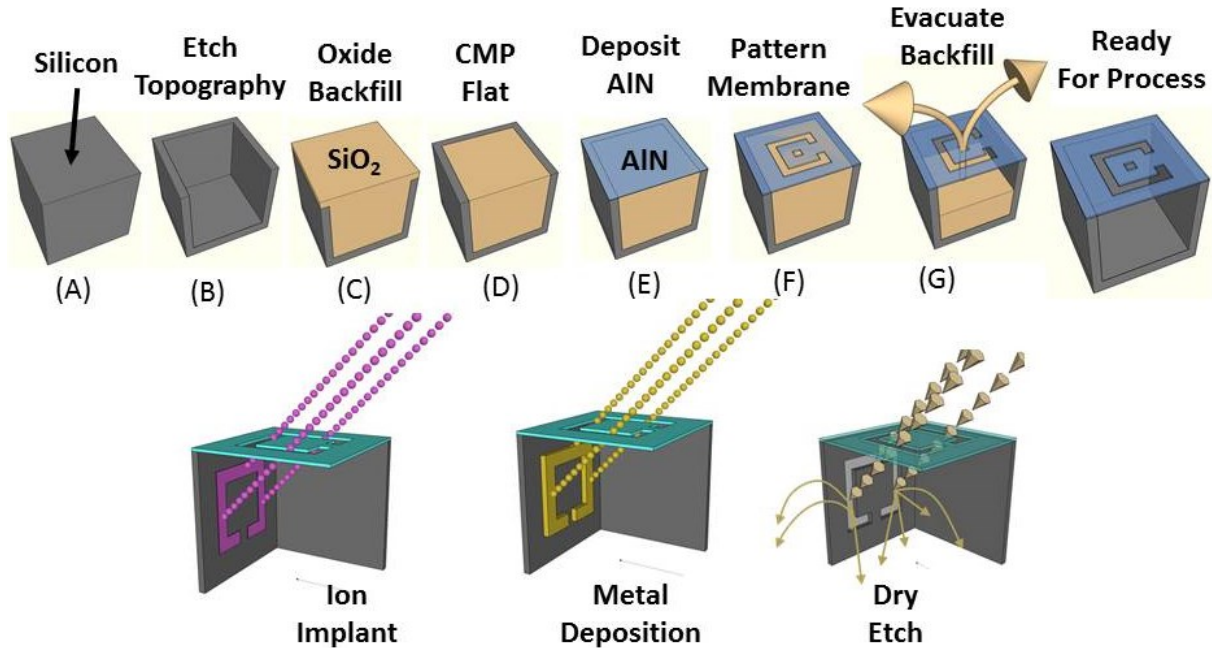 Silicon
Etch
Topography
Oxide
Backfill
CMP
Flat
Deposit
AlN
Pattern
Membrane
Evacuate
Backfill
Ready
For Process
SiO₂
AlN
(A)
(B)
(C)
(D)
(E)
(F)
(G)
Ion
Implant
Metal
Deposition
Dry
Etch